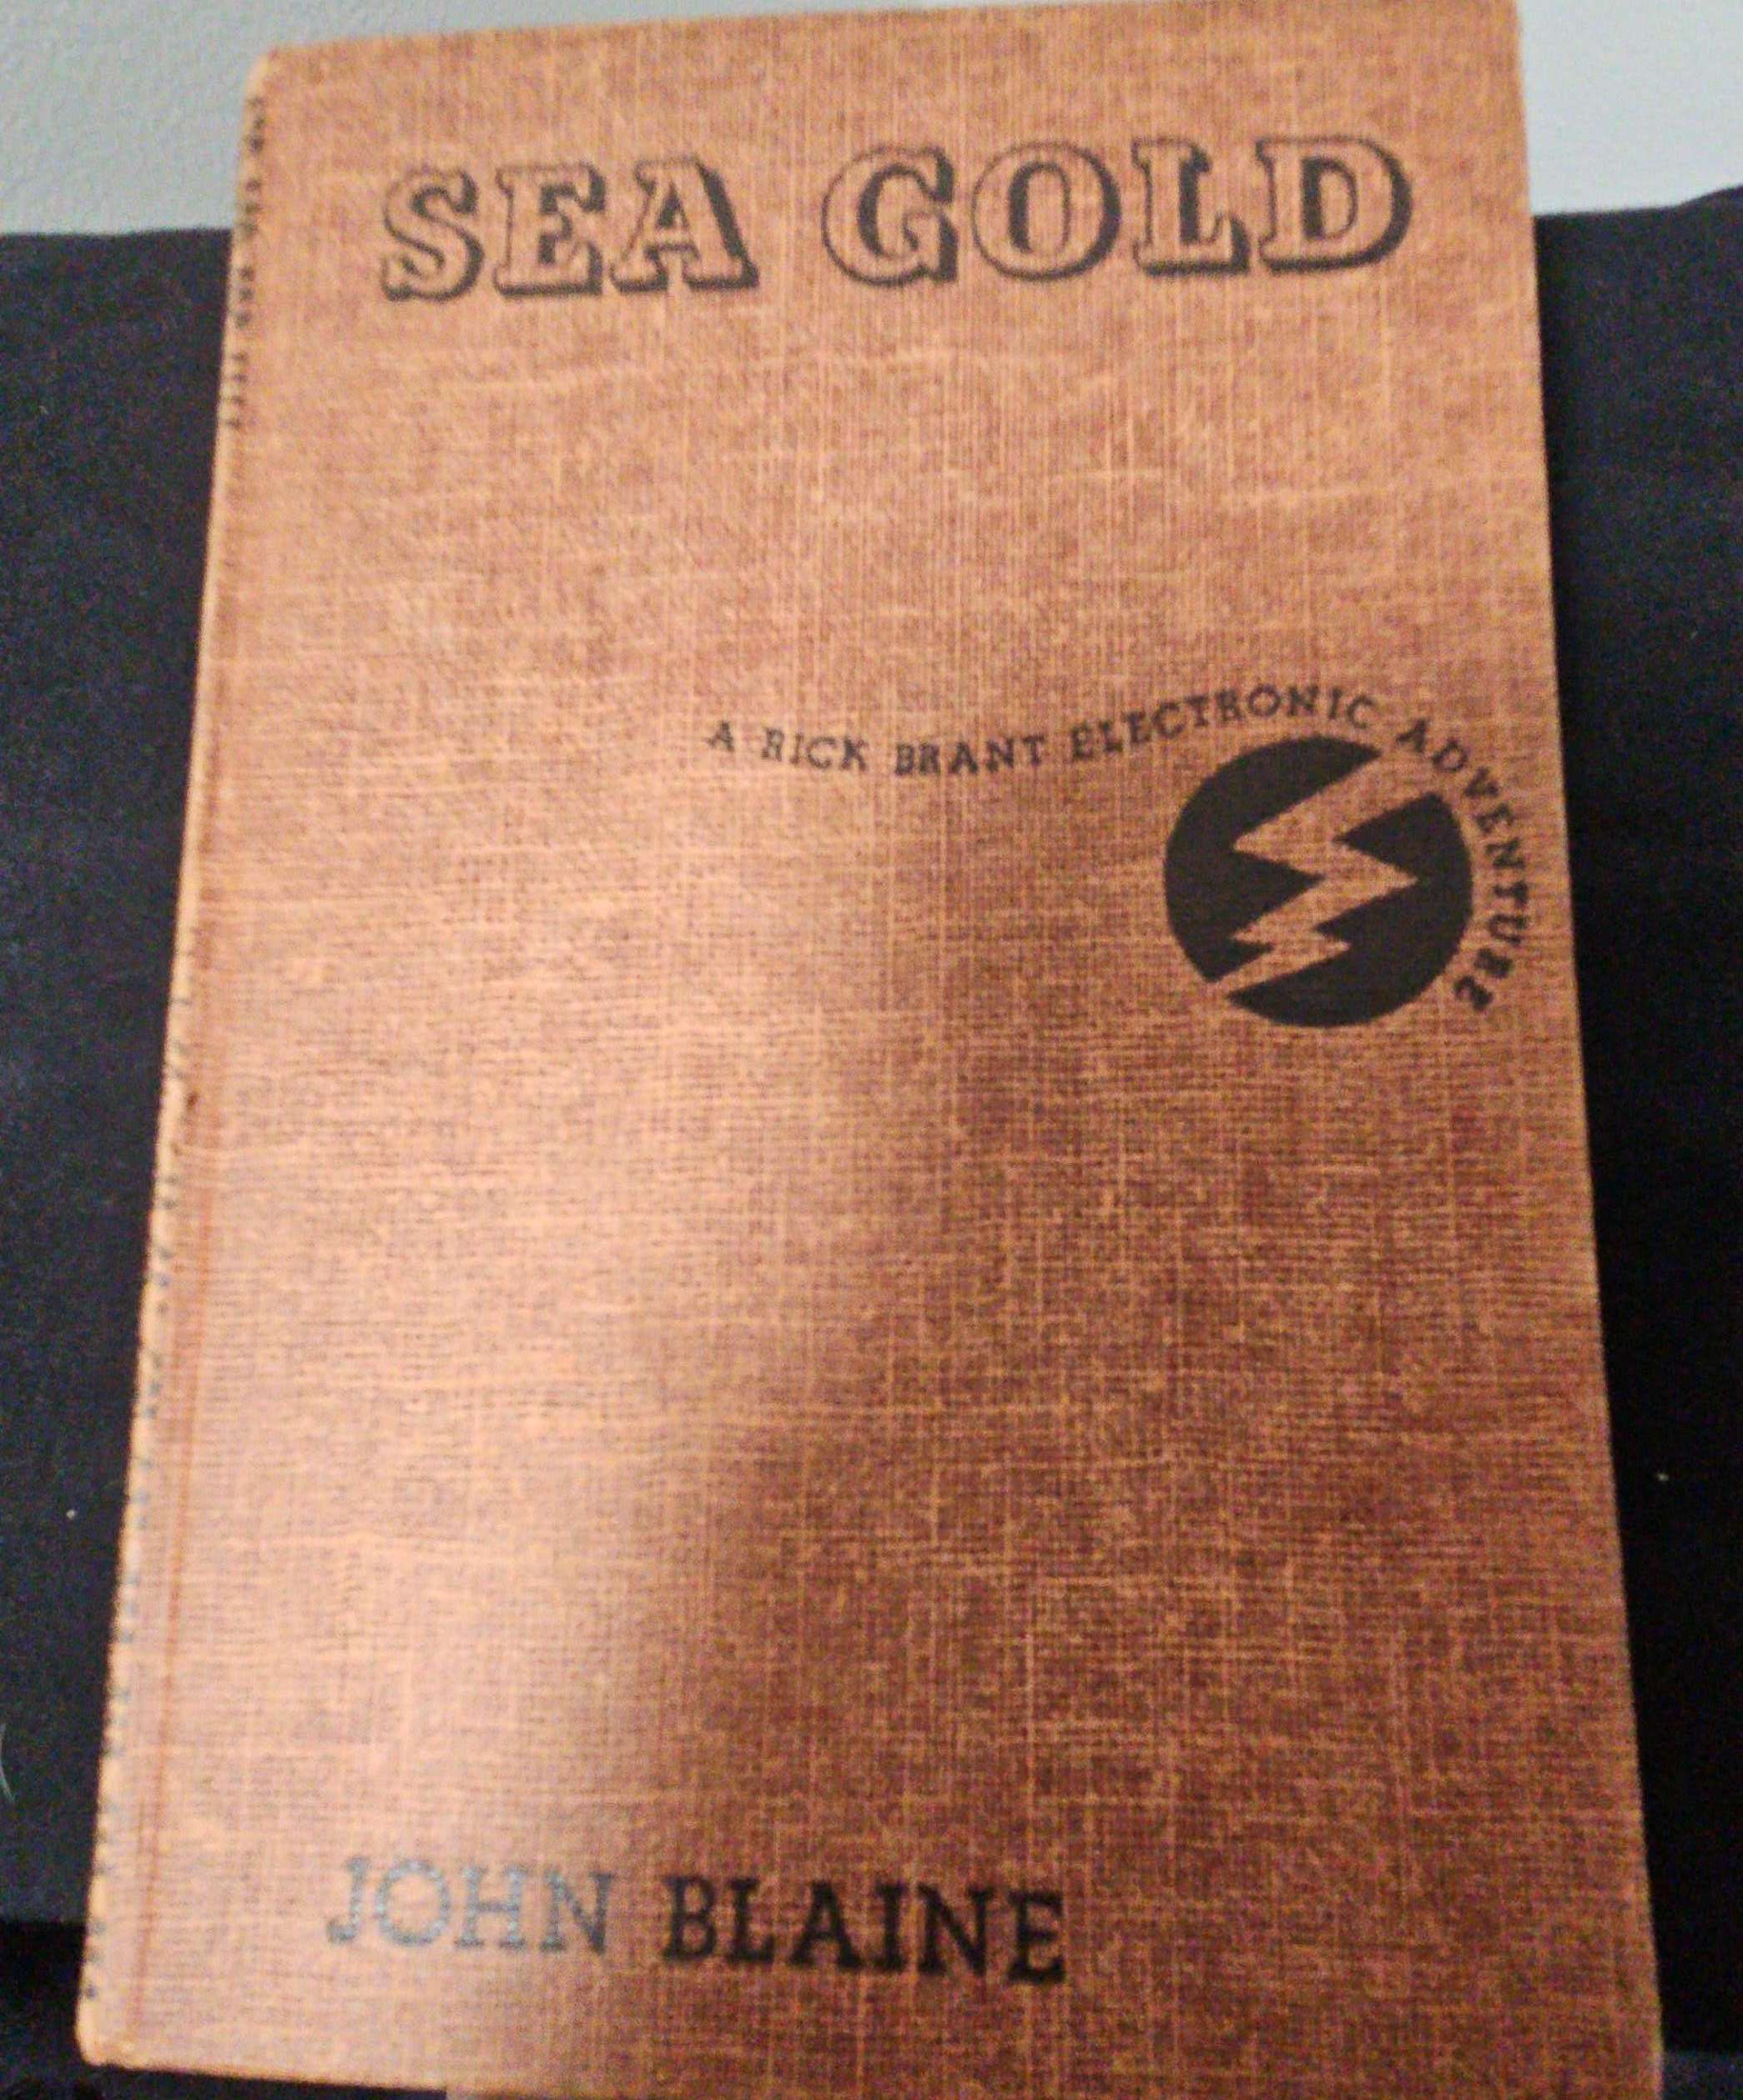 SEA GOLD
A RICK BRANT ELECTRONIC ADVENTURE
JOHN BLAINE